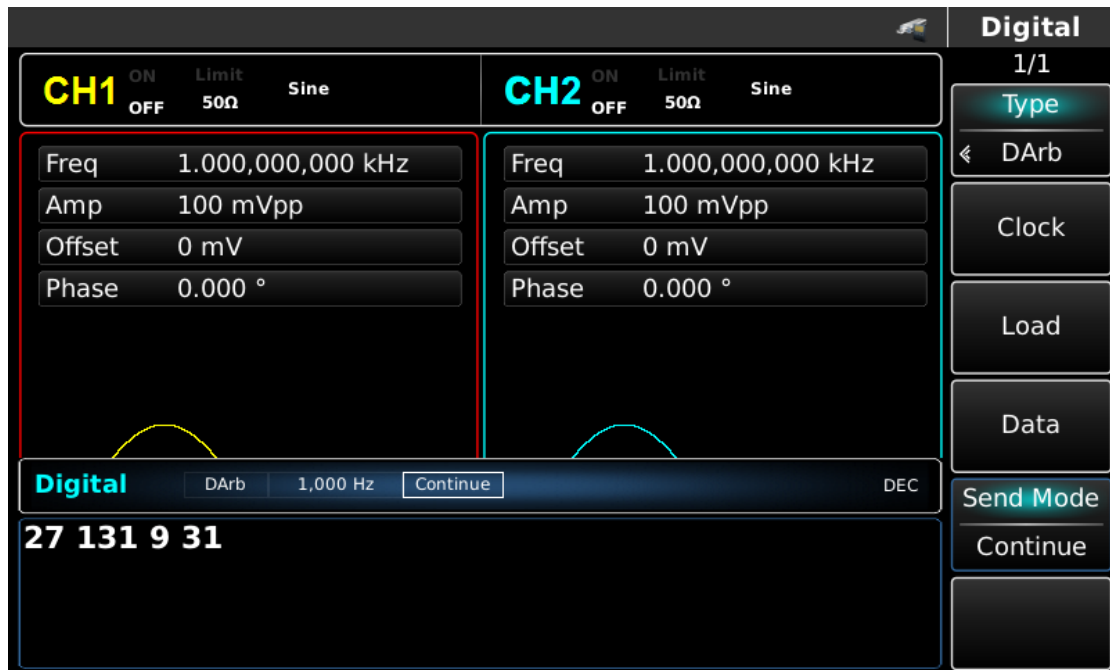 Digital
1/1
CH1 ON OFF Limit 50Ω Sine
CH2 ON OFF Limit 50Ω Sine
Type
DArb
Freq 1.000,000,000 kHz
Amp 100 mVpp
Offset 0 mV
Phase 0.000 °
Freq 1.000,000,000 kHz
Amp 100 mVpp
Offset 0 mV
Phase 0.000 °
Clock
Load
Data
Digital DArb 1,000 Hz Continue DEC
27 131 9 31
Send Mode
Continue